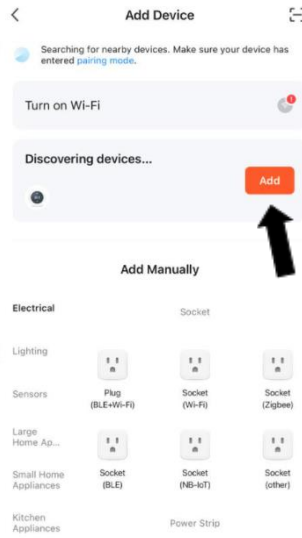 Add Device
Searching for nearby devices. Make sure your device has
entered pairing mode.
Turn on Wi-Fi
Discovering devices...
Add
Add Manually
Electrical
Socket
Lighting
Plug
(BLE+Wi-Fi)
Socket
(Wi-Fi)
Socket
(Zigbee)
Sensors
Large
Home Ap...
Socket
(BLE)
Socket
(NB-IoT)
Socket
(other)
Small Home
Appliances
Kitchen
Appliances
Power Strip